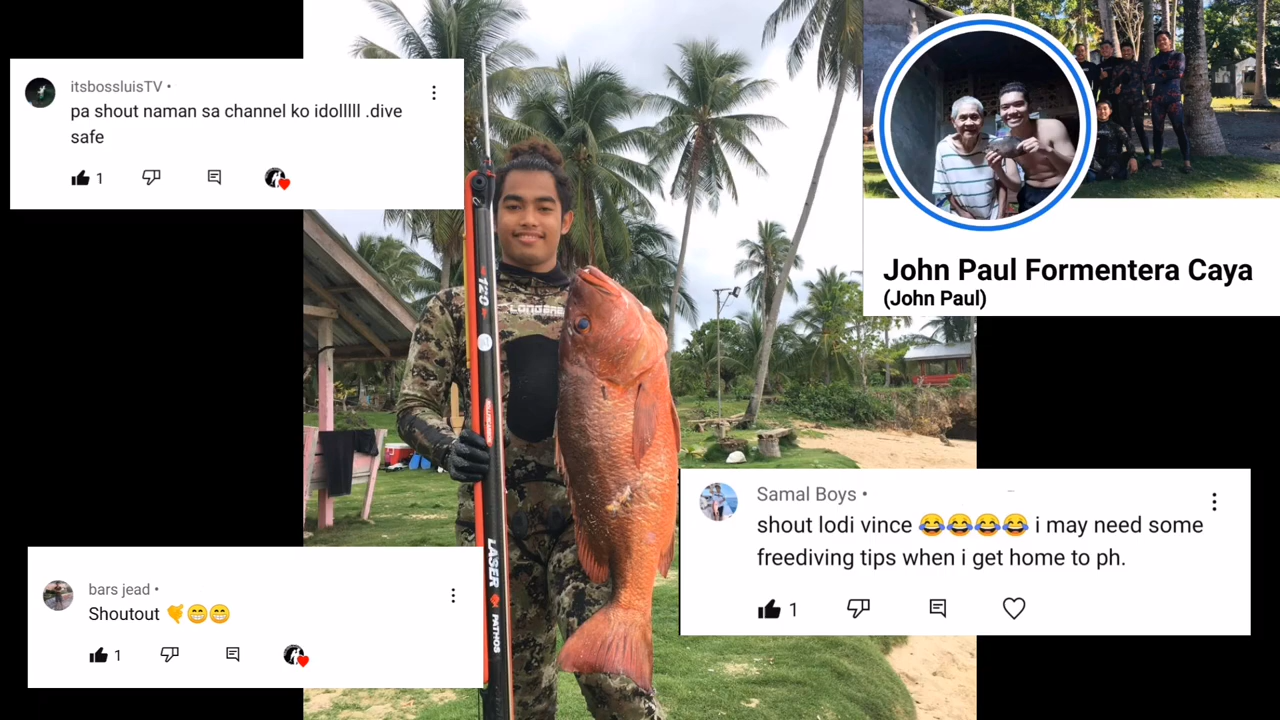 itsbossluisTV •
pa shout naman sa channel ko idolllll .dive
safe
1
John Paul Formentera Caya
(John Paul)
120
LASER
PATHOS
Samal Boys •
shout lodi vince 😂😂😂😂 i may need some
freediving tips when i get home to ph.
1
bars jead •
Shoutout 🤙😁😁
1